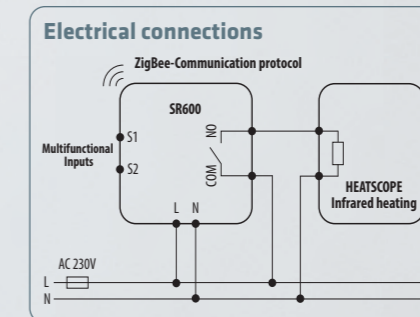 Electrical connections
ZigBee-Communication protocol
SR600
Multifunctional
Inputs
S1
S2
NO
COM
L N
HEATSCOPE
Infrared heating
AC 230V
L
N